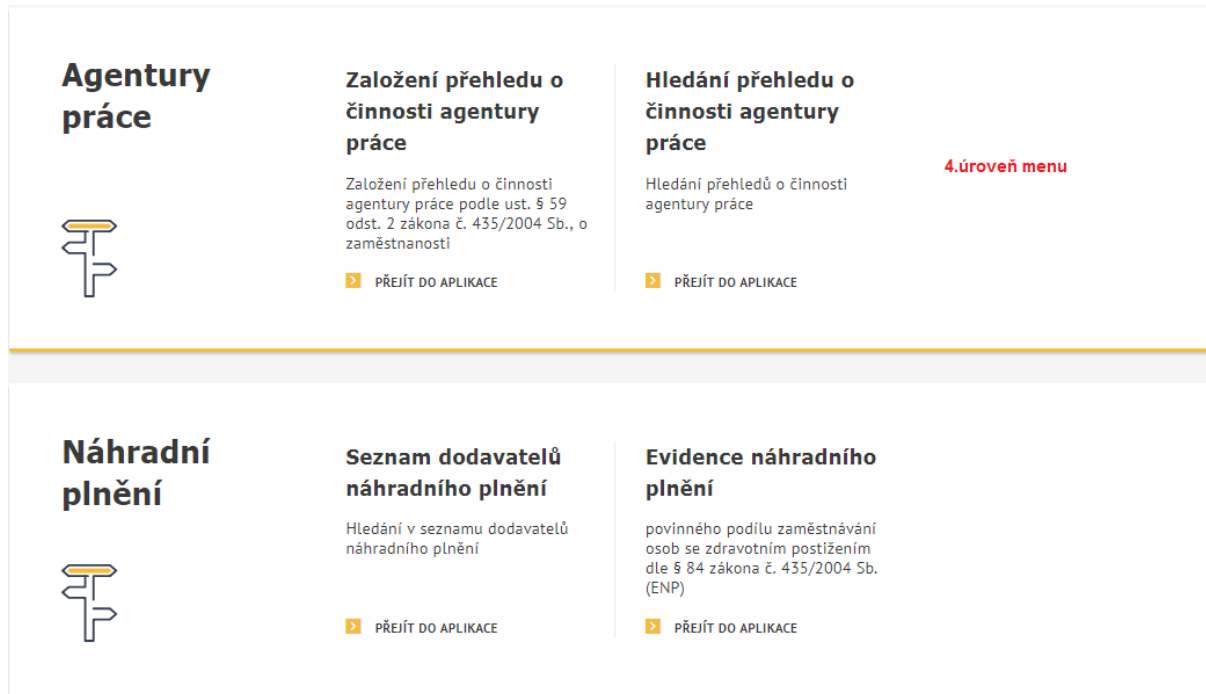 Agentury
práce
Založení přehledu o
činnosti agentury
práce
Založení přehledu o činnosti
agentury práce podle ust. § 59
odst. 2 zákona č. 435/2004 Sb., o
zaměstnanosti
PŘEJÍT DO APLIKACE
Hledání přehledu o
činnosti agentury
práce
Hledání přehledů o činnosti
agentury práce
PŘEJÍT DO APLIKACE
4.úroveň menu
Náhradní
plnění
Seznam dodavatelů
náhradního plnění
Hledání v seznamu dodavatelů
náhradního plnění
PŘEJÍT DO APLIKACE
Evidence náhradního
plnění
povinného podílu zaměstnávání
osob se zdravotním postižením
dle § 84 zákona č. 435/2004 Sb.
(ENP)
PŘEJÍT DO APLIKACE